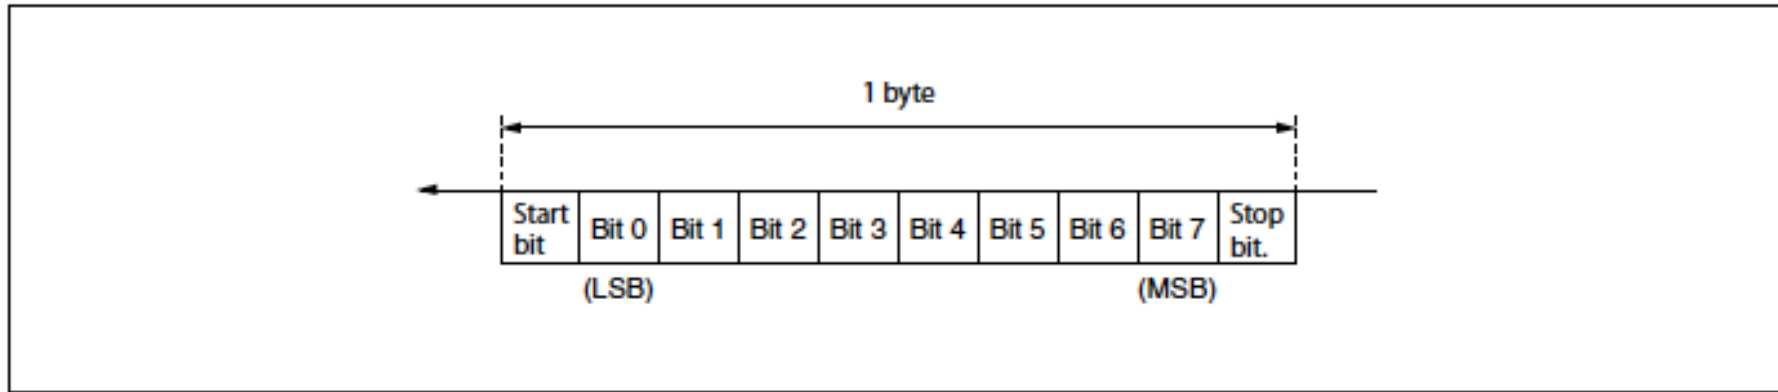 1 byte
Start bit Bit 0 Bit 1 Bit 2 Bit 3 Bit 4 Bit 5 Bit 6 Bit 7 Stop bit.
(LSB) (MSB)